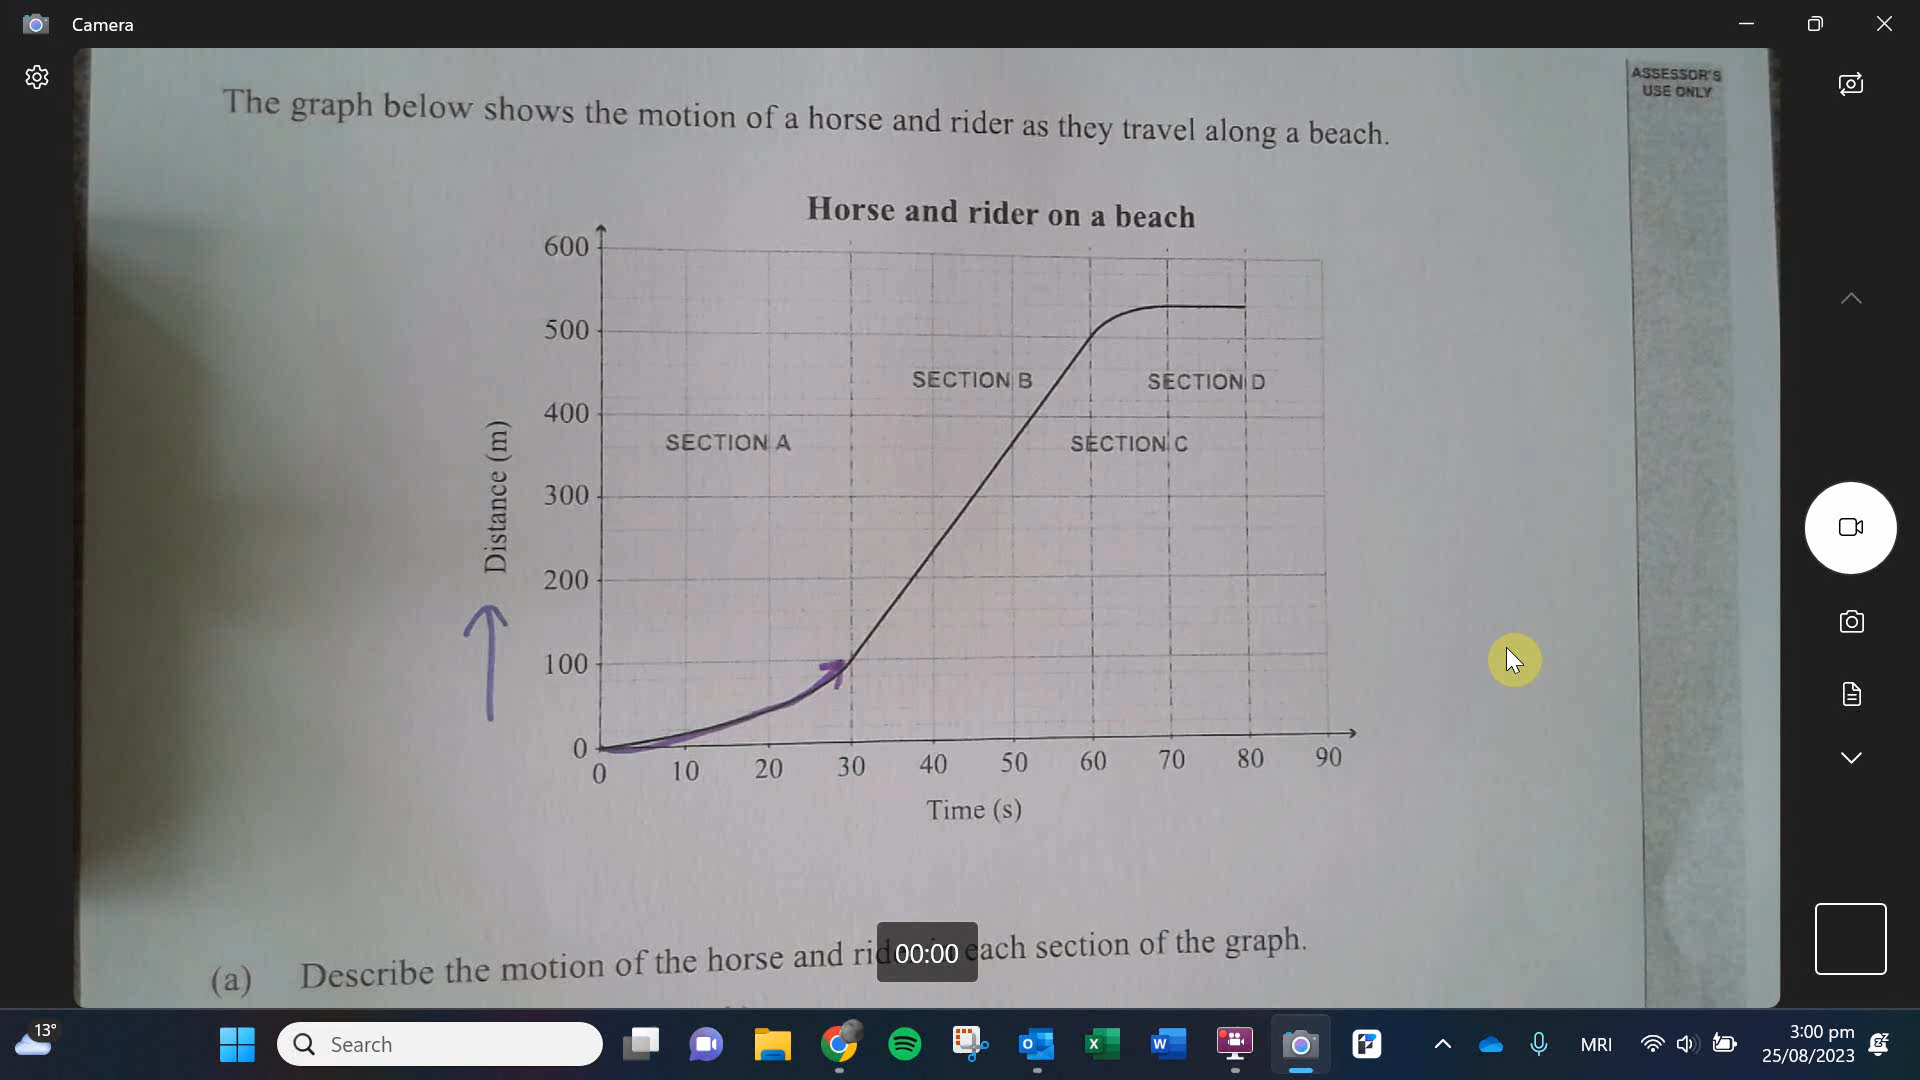 Camera
ASSESSOR'S
USE ONLY
The graph below shows the motion of a horse and rider as they travel along a beach.
Horse and rider on a beach
600
500
400
300
200
100
0
Distance (m)
SECTION A
SECTION B
SECTION C
SECTION D
0 10 20 30 40 50 60 70 80 90
Time (s)
(a) Describe the motion of the horse and each section of the graph.
00:00
13°
Search
MRI
3:00 pm
25/08/2023